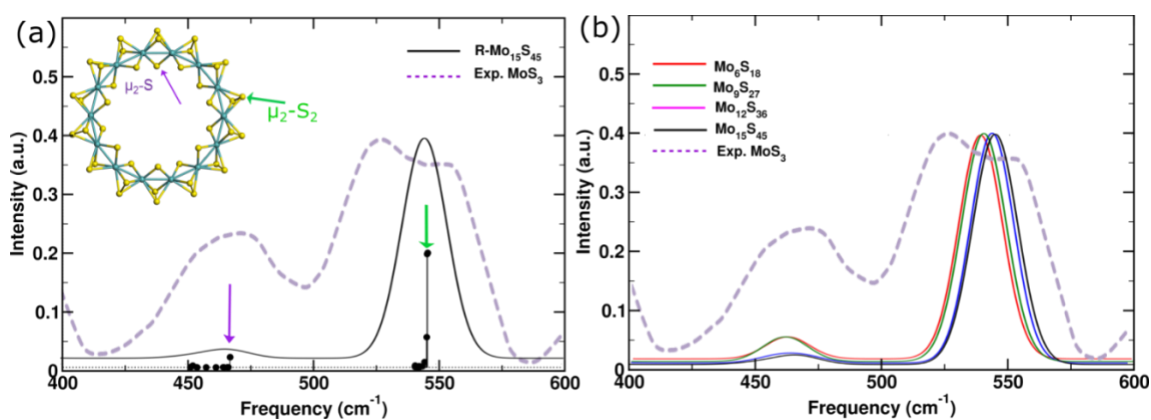 (a)
R-Mo₁₅S₄₅
Exp. MoS₃
μ₂-S
μ₂-S₂
Intensity (a.u.)
0.5
0.4
0.3
0.2
0.1
0
400
450
500
550
600
Frequency (cm⁻¹)
(b)
Mo₆S₁₈
Mo₉S₂₇
Mo₁₂S₃₆
Mo₁₅S₄₅
Exp. MoS₃
Intensity (a.u.)
0.5
0.4
0.3
0.2
0.1
0
400
450
500
550
600
Frequency (cm⁻¹)